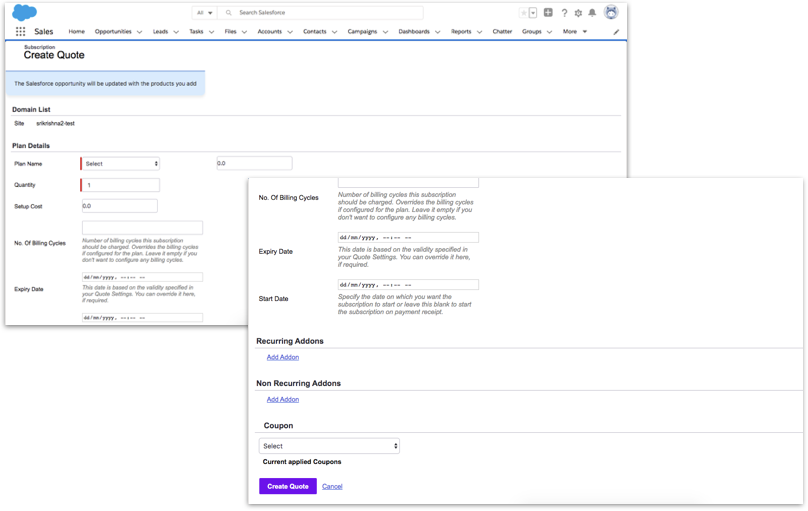 All
Search Salesforce
Sales Home Opportunities Leads Tasks Files Accounts Contacts Campaigns Dashboards Reports Chatter Groups More
Subscription
Create Quote
The Salesforce opportunity will be updated with the products you add
Domain List
Site srikrishna2-test
Plan Details
Plan Name Select 0.0
Quantity 1
Setup Cost 0.0
No. Of Billing Cycles
Number of billing cycles this subscription
should be charged. Overrides the billing cycles
if configured for the plan. Leave it empty if you
don't want to configure any billing cycles.
dd/mm/yyyy, --:-- --
Expiry Date
This date is based on the validity specified in
your Quote Settings. You can override it here,
if required.
dd/mm/yyyy, --:-- --
No. Of Billing Cycles
Number of billing cycles this subscription
should be charged. Overrides the billing cycles
if configured for the plan. Leave it empty if you
don't want to configure any billing cycles.
dd/mm/yyyy, --:-- --
Expiry Date
This date is based on the validity specified in
your Quote Settings. You can override it here,
if required.
dd/mm/yyyy, --:-- --
Start Date
Specify the date on which you want the
subscription to start or leave this blank to start
the subscription on payment receipt.
Recurring Addons
Add Addon
Non Recurring Addons
Add Addon
Coupon
Select
Current applied Coupons
Create Quote Cancel